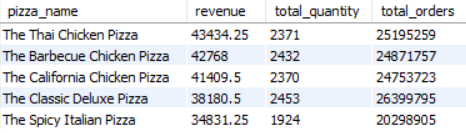 pizza_name revenue total_quantity total_orders
The Thai Chicken Pizza 43434.25 2371 25195259
The Barbecue Chicken Pizza 42768 2432 24871757
The California Chicken Pizza 41409.5 2370 24753723
The Classic Deluxe Pizza 38180.5 2453 26399795
The Spicy Italian Pizza 34831.25 1924 20298905